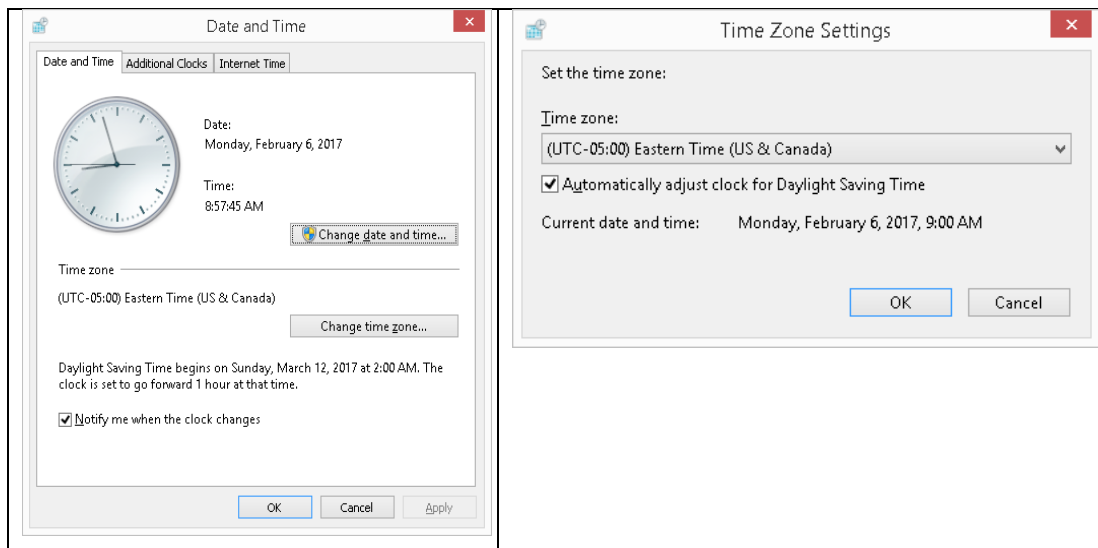 Date and Time
Date and Time Additional Clocks Internet Time
Date:
Monday, February 6, 2017
Time:
8:57:45 AM
Change date and time...
Time zone
(UTC-05:00) Eastern Time (US & Canada)
Change time zone...
Daylight Saving Time begins on Sunday, March 12, 2017 at 2:00 AM. The
clock is set to go forward 1 hour at that time.
Notify me when the clock changes
OK Cancel Apply
Time Zone Settings
Set the time zone:
Time zone:
(UTC-05:00) Eastern Time (US & Canada)
Automatically adjust clock for Daylight Saving Time
Current date and time: Monday, February 6, 2017, 9:00 AM
OK Cancel